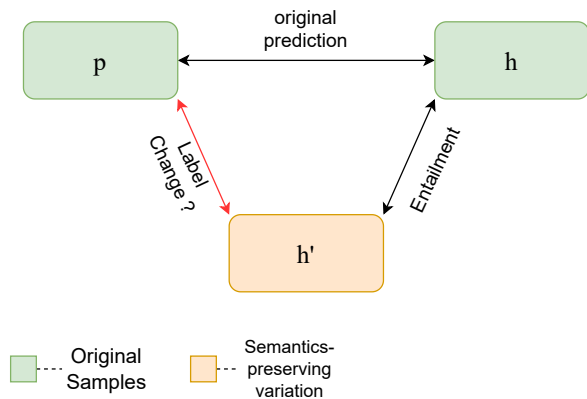 original
prediction
p
h
Label
Change ?
Entailment
h'
Original
Samples
Semantics-
preserving
variation